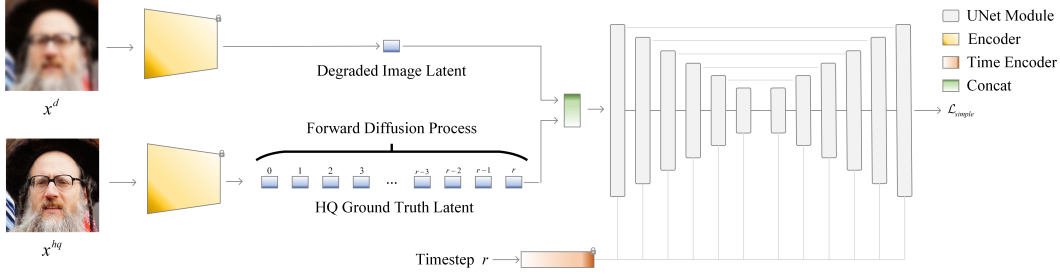 UNet Module
Encoder
Time Encoder
Concat
Degraded Image Latent
x^d
Forward Diffusion Process
0 1 2 3 ... r−3 r−2 r−1 r
HQ Ground Truth Latent
x^hq
Timestep r
ℒ_simple